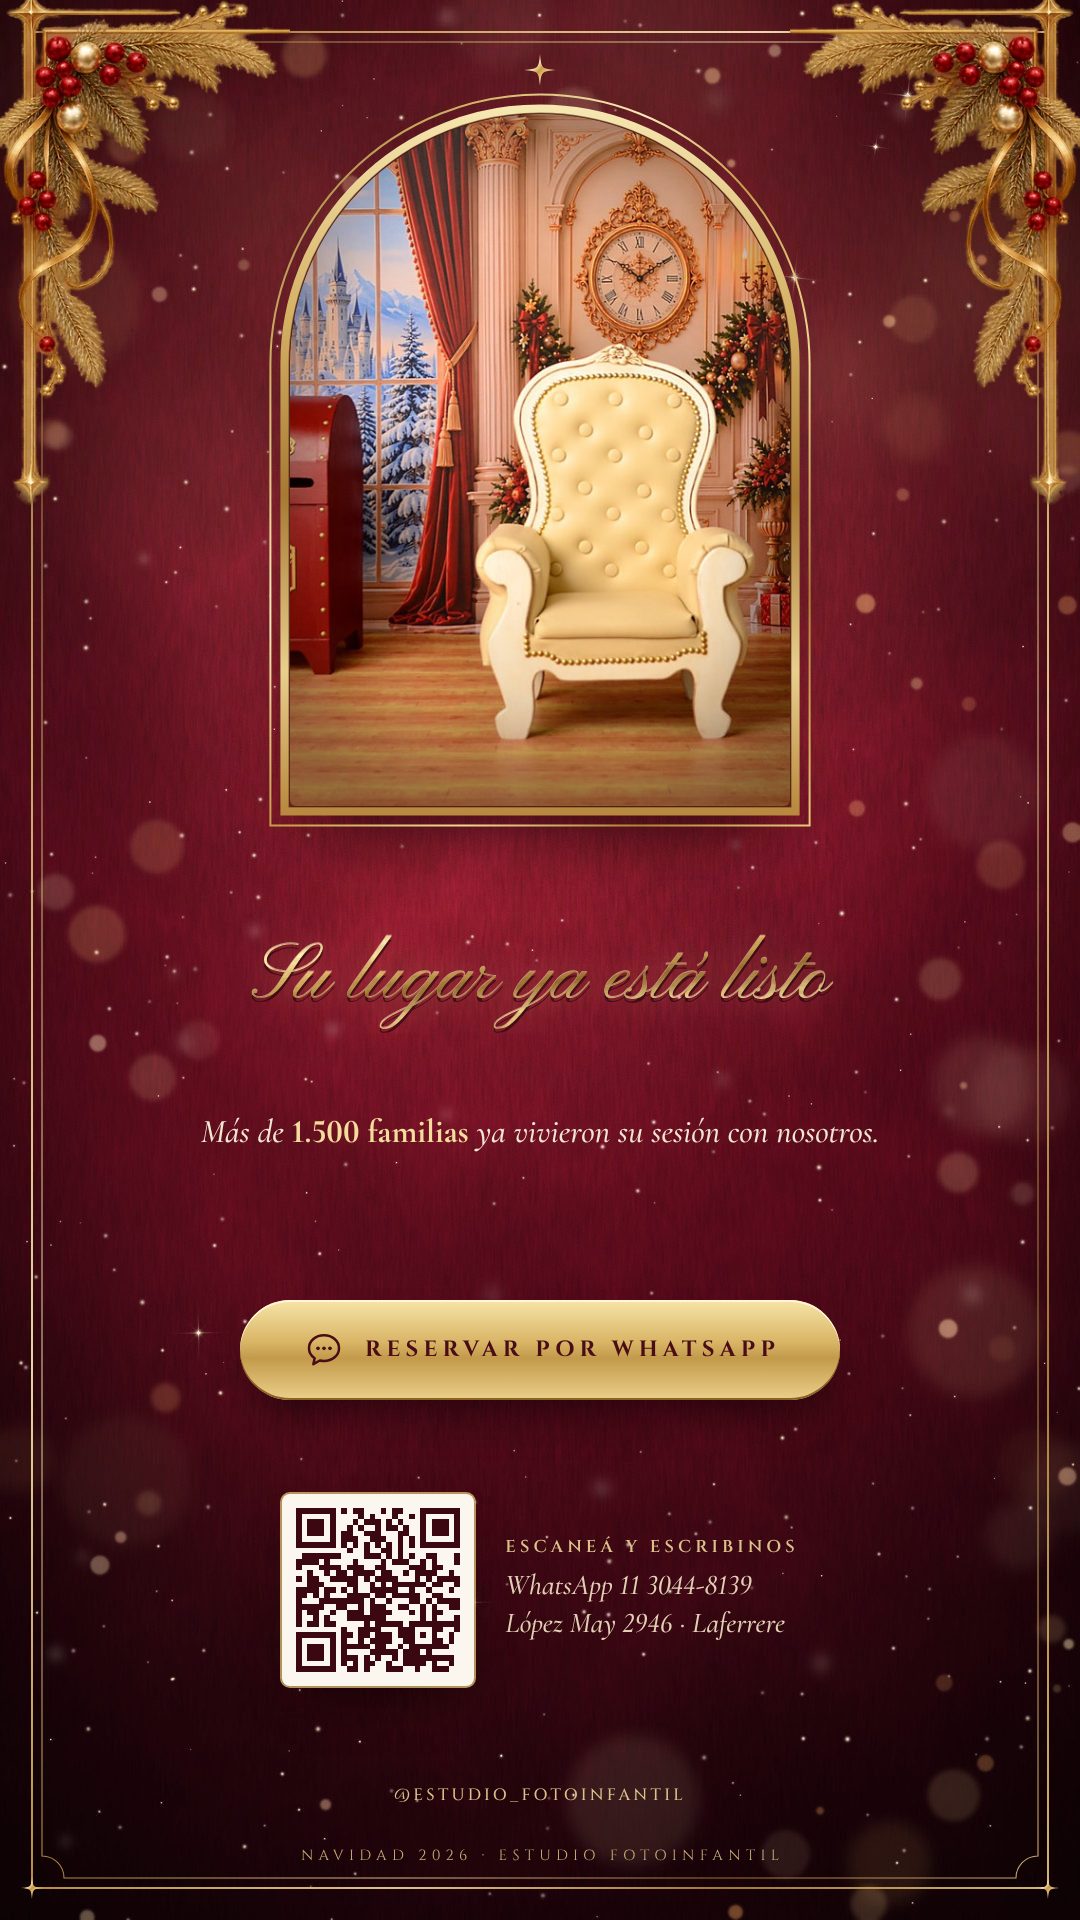 Su lugar ya está listo
Más de 1.500 familias ya vivieron su sesión con nosotros.
RESERVAR POR WHATSAPP
ESCANEÁ Y ESCRIBINOS
WhatsApp 11 3044-8139
López May 2946 · Laferrere
@ESTUDIO_FOTOINFANTIL
NAVIDAD 2026 · ESTUDIO FOTOINFANTIL